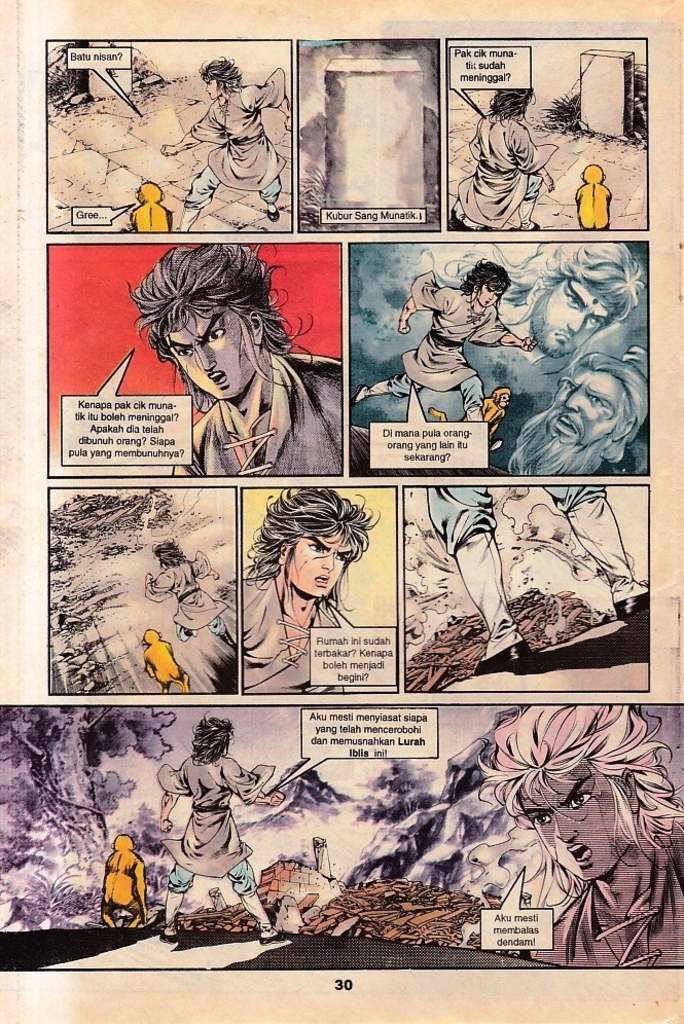 Batu nisan?
Gree...
Kubur Sang Munatik.
Pak cik muna-
tik sudah
meninggal?
Kenapa pak cik muna-
tik itu boleh meninggal?
Apakah dia telah
dibunuh orang? Siapa
pula yang membunuhnya?
Di mana pula orang-
orang yang lain itu
sekarang?
Rumah ini sudah
terbakar? Kenapa
boleh menjadi
begini?
Aku mesti menyiasat siapa
yang telah mencerobohi
dan memusnahkan Lurah
Iblis ini!
Aku mesti
membalas
dendam!
30